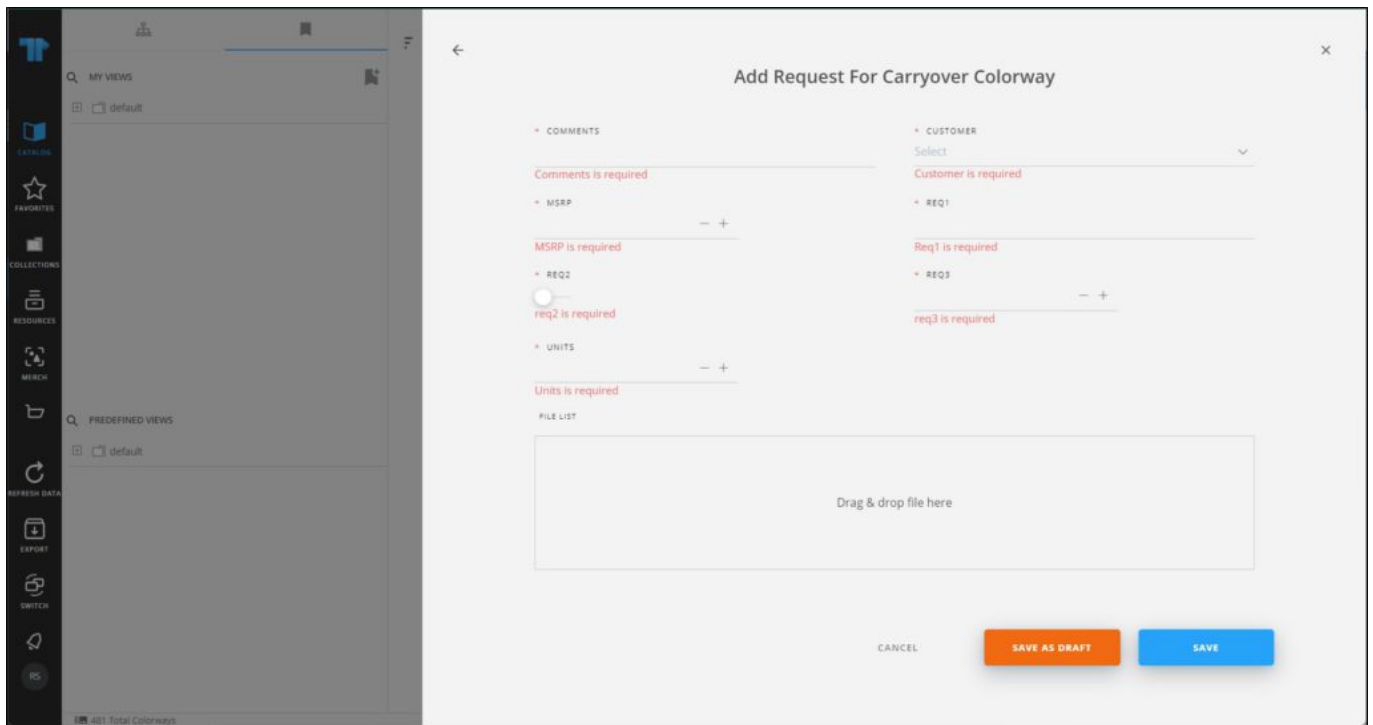 MY VIEWS
default
CATALOG
FAVORITES
COLLECTIONS
RESOURCES
MERCH
PREDEFINED VIEWS
default
REFRESH DATA
EXPORT
SWITCH
RS
481 Total Colorways
Add Request For Carryover Colorway
* COMMENTS
Comments is required
* CUSTOMER
Select
Customer is required
* MSRP
MSRP is required
* REQ1
Req1 is required
* REQ2
req2 is required
* REQ3
req3 is required
* UNITS
Units is required
FILE LIST
Drag & drop file here
CANCEL
SAVE AS DRAFT
SAVE